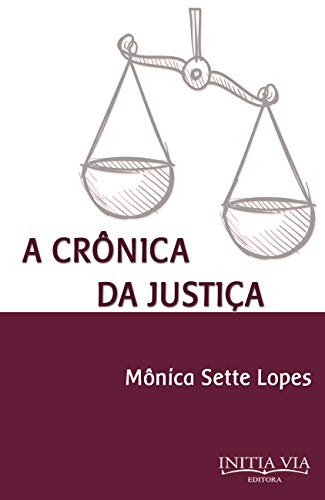 A CRÔNICA
DA JUSTIÇA
Mônica Sette Lopes
INITIA VIA
EDITORA